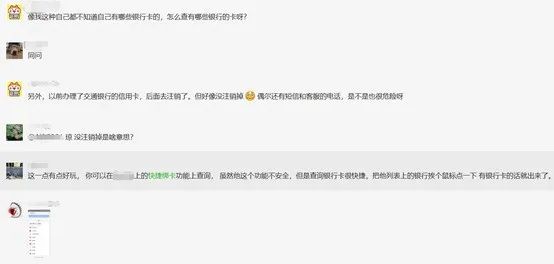 像我这种自己都不知道自己有哪些银行卡的，怎么查有哪些银行的卡呀?
同问
另外，以前办理了交通银行的信用卡，后面去注销了。但好像没注销掉 偶尔还有短信和客服的电话，是不是也很危险呀
琼 没注销掉是啥意思?
这一点有点好玩， 你可以在 上的快捷绑卡功能上查询， 虽然他这个功能不安全，但是查询银行卡很快捷。把他列表上的银行挨个鼠标点一下 有银行卡的话就出来了。